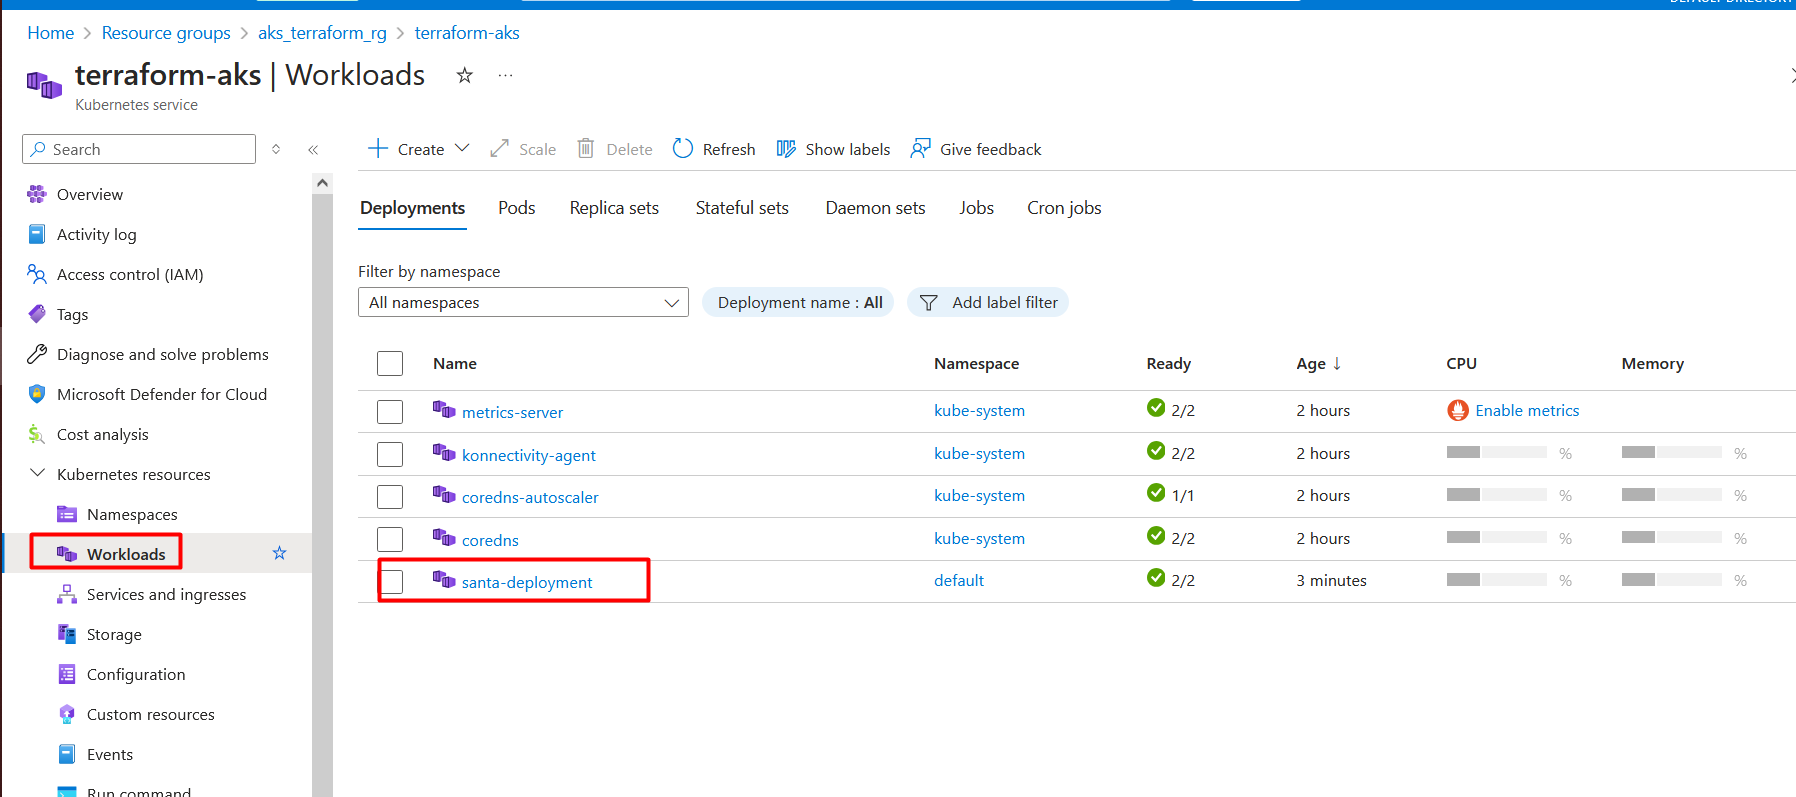 Home > Resource groups > aks_terraform_rg > terraform-aks
terraform-aks | Workloads
Kubernetes service
Search
Create
Scale
Delete
Refresh
Show labels
Give feedback
Overview
Activity log
Access control (IAM)
Tags
Diagnose and solve problems
Microsoft Defender for Cloud
Cost analysis
Kubernetes resources
Namespaces
Workloads
Services and ingresses
Storage
Configuration
Custom resources
Events
Run command
Deployments Pods Replica sets Stateful sets Daemon sets Jobs Cron jobs
Filter by namespace
All namespaces
Deployment name : All
Add label filter
Name Namespace Ready Age ↓ CPU Memory
metrics-server kube-system 2/2 2 hours Enable metrics
konnectivity-agent kube-system 2/2 2 hours % %
coredns-autoscaler kube-system 1/1 2 hours % %
coredns kube-system 2/2 2 hours % %
santa-deployment default 2/2 3 minutes % %